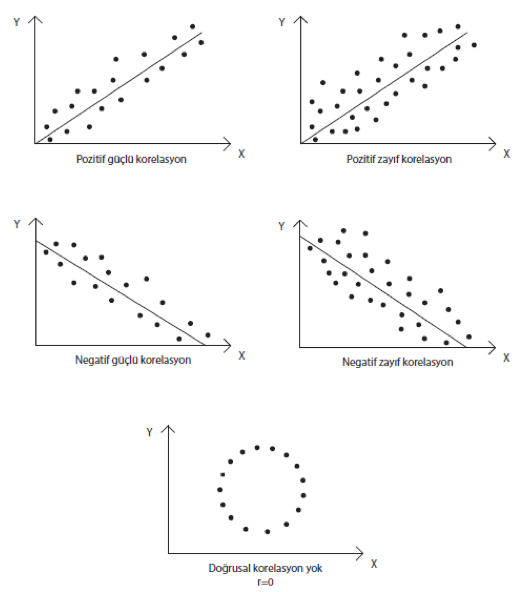 Y
X
Pozitif güçlü korelasyon
Y
X
Pozitif zayıf korelasyon
Y
X
Negatif güçlü korelasyon
Y
X
Negatif zayıf korelasyon
Y
X
Doğrusal korelasyon yok
r=0